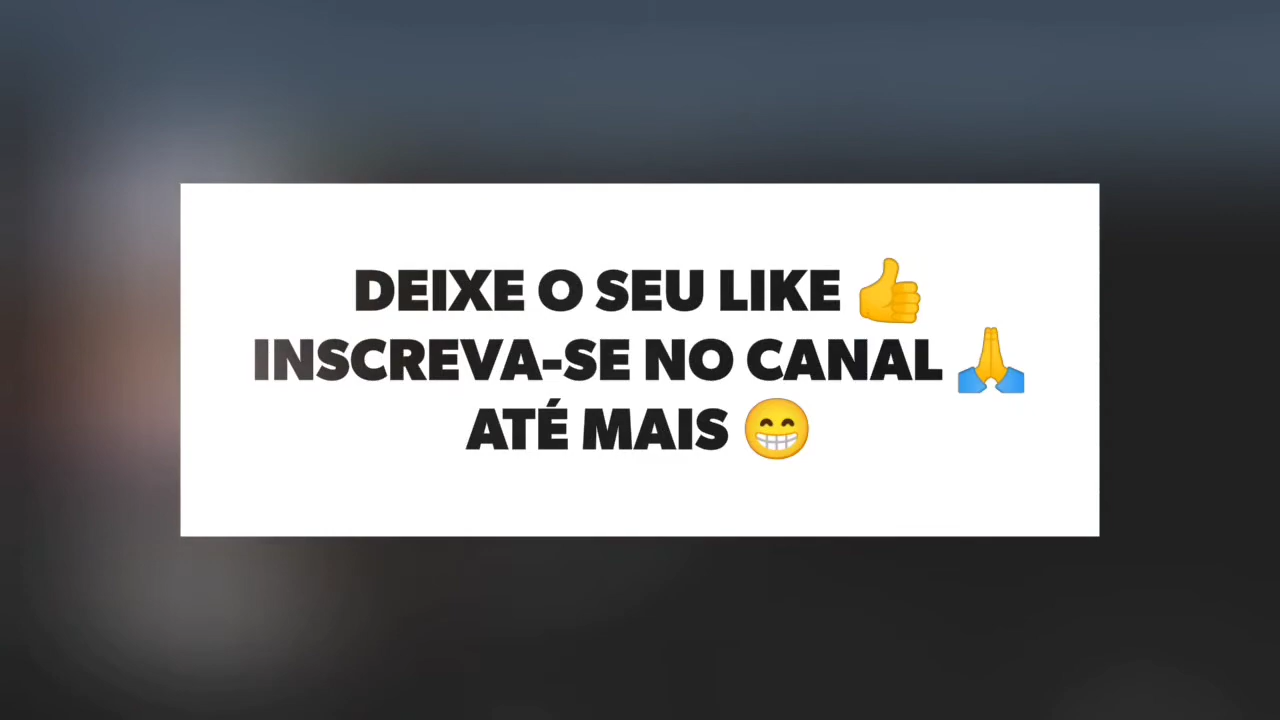 DEIXE O SEU LIKE 👍
INSCREVA-SE NO CANAL 🙏
ATÉ MAIS 😁